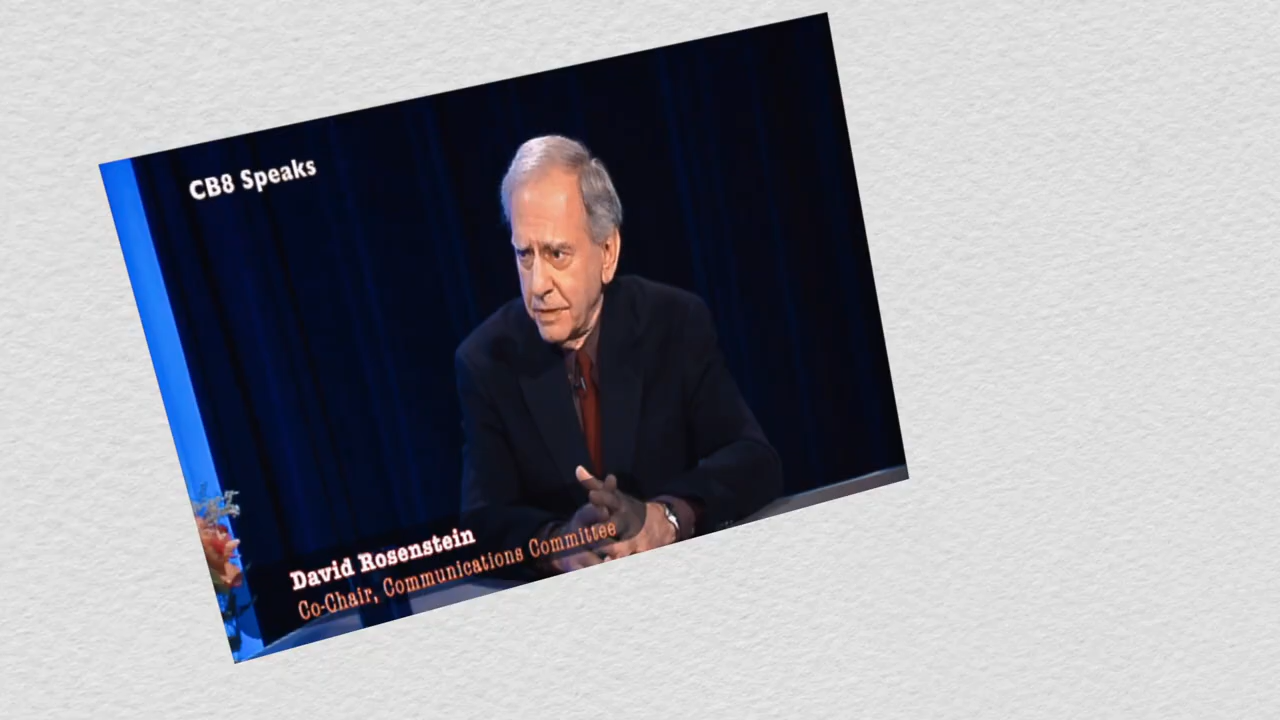 CB8 Speaks
David Rosenstein
Co-Chair, Communications Committee